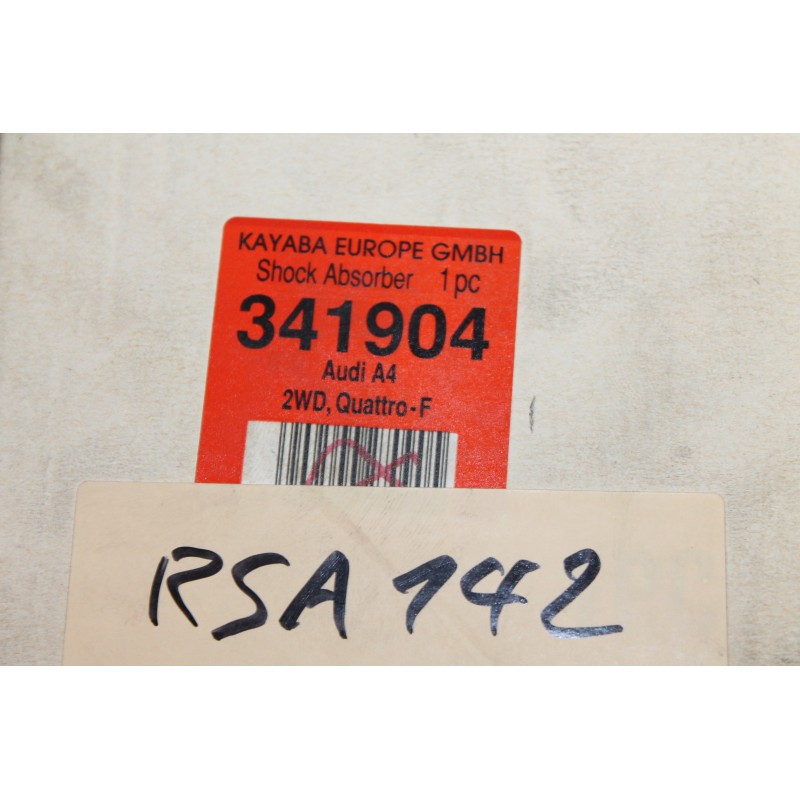 KAYABA EUROPE GMBH
Shock Absorber 1 pc
341904
Audi A4
2WD, Quattro-F
RSA 142